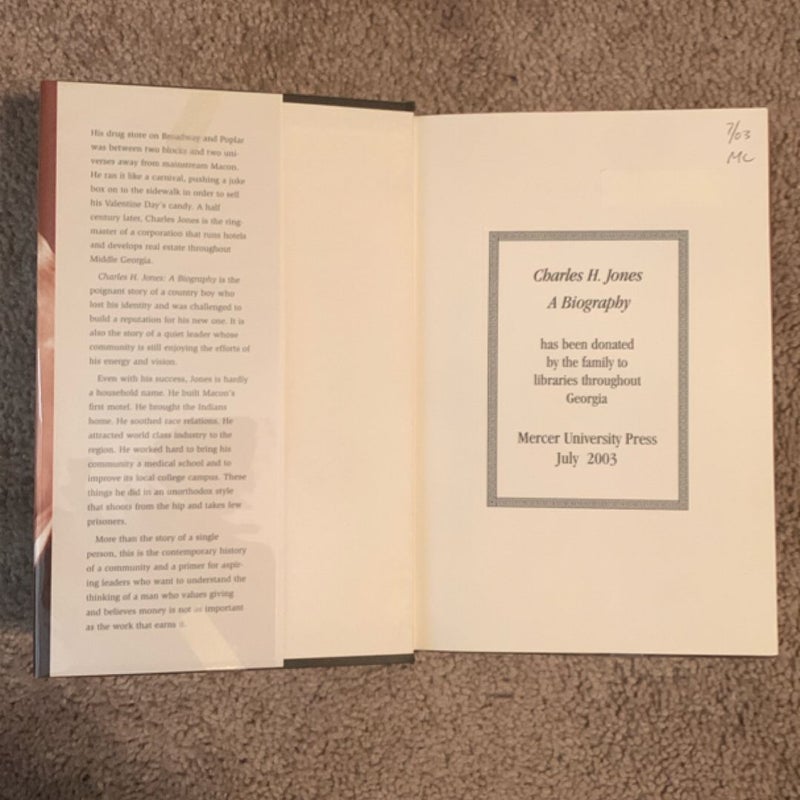 His drug store on Broadway and Poplar
was between two blocks and two uni-
verses away from mainstream Macon.
He ran it like a carnival, pushing a juke
box on to the sidewalk in order to sell
his Valentine Day's candy. A half
century later, Charles Jones is the ring-
master of a corporation that runs hotels
and develops real estate throughout
Middle Georgia.
Charles H. Jones: A Biography is the
poignant story of a country boy who
lost his identity and was challenged to
build a reputation for his new one. It is
also the story of a quiet leader whose
community is still enjoying the efforts of
his energy and vision.
Even with his success, Jones is hardly
a household name. He built Macon's
first motel. He brought the Indians
home. He soothed race relations. He
attracted world class industry to the
region. He worked hard to bring his
community a medical school and to
improve its local college campus. These
things he did in an unorthodox style
that shoots from the hip and takes few
prisoners.
More than the story of a single
person, this is the contemporary history
of a community and a primer for aspir-
ing leaders who want to understand the
thinking of a man who values giving
and believes money is not as important
as the work that earns it.
7/03
MC
Charles H. Jones
A Biography
has been donated
by the family to
libraries throughout
Georgia
Mercer University Press
July 2003